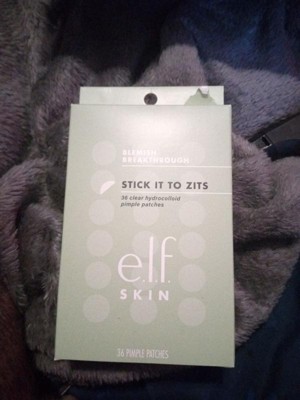 BLEMISH
BREAKTHROUGH
STICK IT TO ZITS
36 clear hydrocolloid
pimple patches
e.l.f.
SKIN
36 PIMPLE PATCHES